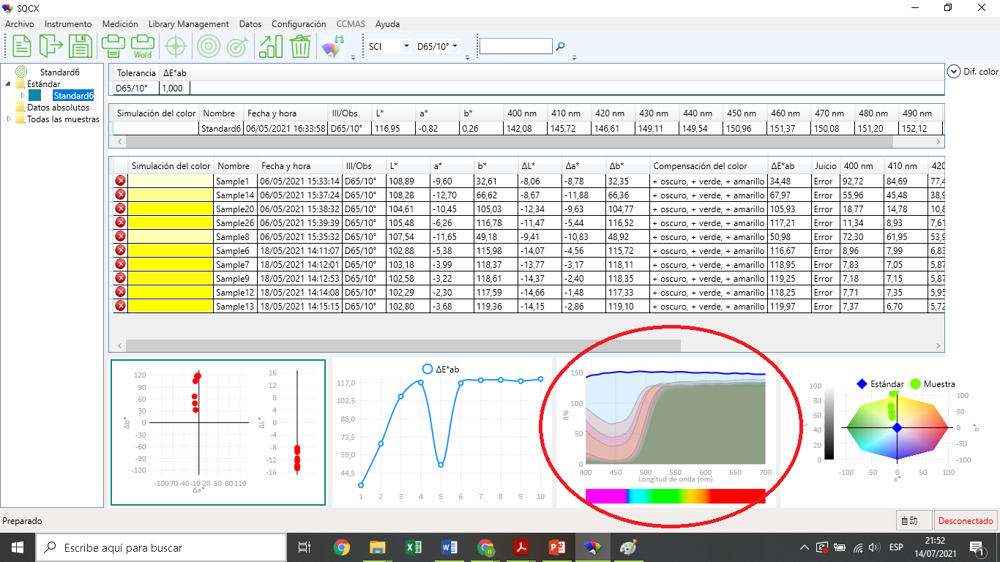 SQCX
Archivo Instrumento Medición Library Management Datos Configuración CCMAS Ayuda
Word SCI D65/10°
Standard6
Estándar
Standard6
Datos absolutos
Todas las muestras
Tolerancia ΔE*ab
D65/10° 1,000
Dif. color
Simulación del color Nombre Fecha y hora III/Obs L* a* b* 400 nm 410 nm 420 nm 430 nm 440 nm 450 nm 460 nm 470 nm 480 nm 490 nm
Standard6 06/05/2021 16:33:58 D65/10° 116,95 -0,82 0,26 142,08 145,72 146,61 149,11 149,54 150,96 151,37 150,08 151,20 152,12
Simulación del color Nombre Fecha y hora III/Obs L* a* b* ΔL* Δa* Δb* Compensación del color ΔE*ab Juicio 400 nm 410 nm 420
Sample1 06/05/2021 15:33:14 D65/10° 108,89 -9,60 32,61 -8,06 -8,78 32,35 + oscuro, + verde, + amarillo 34,48 Error 92,72 84,69 77,4
Sample14 06/05/2021 15:37:24 D65/10° 108,28 -12,70 66,62 -8,67 -11,88 66,36 + oscuro, + verde, + amarillo 67,97 Error 55,96 45,48 38,9
Sample20 06/05/2021 15:38:32 D65/10° 104,61 -10,45 105,03 -12,34 -9,63 104,77 + oscuro, + verde, + amarillo 105,93 Error 18,77 14,78 10,8
Sample26 06/05/2021 15:39:39 D65/10° 105,48 -6,26 116,78 -11,47 -5,44 116,52 + oscuro, + verde, + amarillo 117,21 Error 11,34 8,93 7,61
Sample8 06/05/2021 15:35:32 D65/10° 107,54 -11,65 49,18 -9,41 -10,83 48,92 + oscuro, + verde, + amarillo 50,98 Error 72,30 61,95 53,9
Sample6 18/05/2021 14:11:07 D65/10° 102,88 -5,38 115,98 -14,07 -4,56 115,72 + oscuro, + verde, + amarillo 116,67 Error 8,96 7,99 6,83
Sample7 18/05/2021 14:12:01 D65/10° 103,18 -3,99 118,37 -13,77 -3,17 118,11 + oscuro, + verde, + amarillo 118,95 Error 7,83 7,05 5,87
Sample9 18/05/2021 14:12:53 D65/10° 102,58 -3,22 118,61 -14,37 -2,40 118,35 + oscuro, + verde, + amarillo 119,25 Error 7,18 7,15 5,87
Sample12 18/05/2021 14:14:08 D65/10° 102,29 -2,30 117,59 -14,66 -1,48 117,33 + oscuro, + verde, + amarillo 118,25 Error 7,71 7,35 5,95
Sample13 18/05/2021 14:15:15 D65/10° 102,80 -3,68 119,36 -14,15 -2,86 119,10 + oscuro, + verde, + amarillo 119,97 Error 7,37 6,70 5,72
120
90
60
30
0
-30
-60
-90
-120
Δb*
-100-70-40-10 20 50 80 110
Δa*
16
12
8
4
0
-4
-8
-12
-16
ΔL*
ΔE*ab
117,0
102,5
88,0
73,5
59,0
44,5
1 2 3 4 5 6 7 8 9 10
150
100
50
0
R%
400 450 500 550 600 650 700
Longitud de onda (nm)
Estándar Muestra
100
80
60
40
20
0
100
50
0
-50
-100
b*
-100 -50 0 50 100
a*
Preparado 自动 Desconectado
Escribe aquí para buscar
ESP
21:52
14/07/2021
1